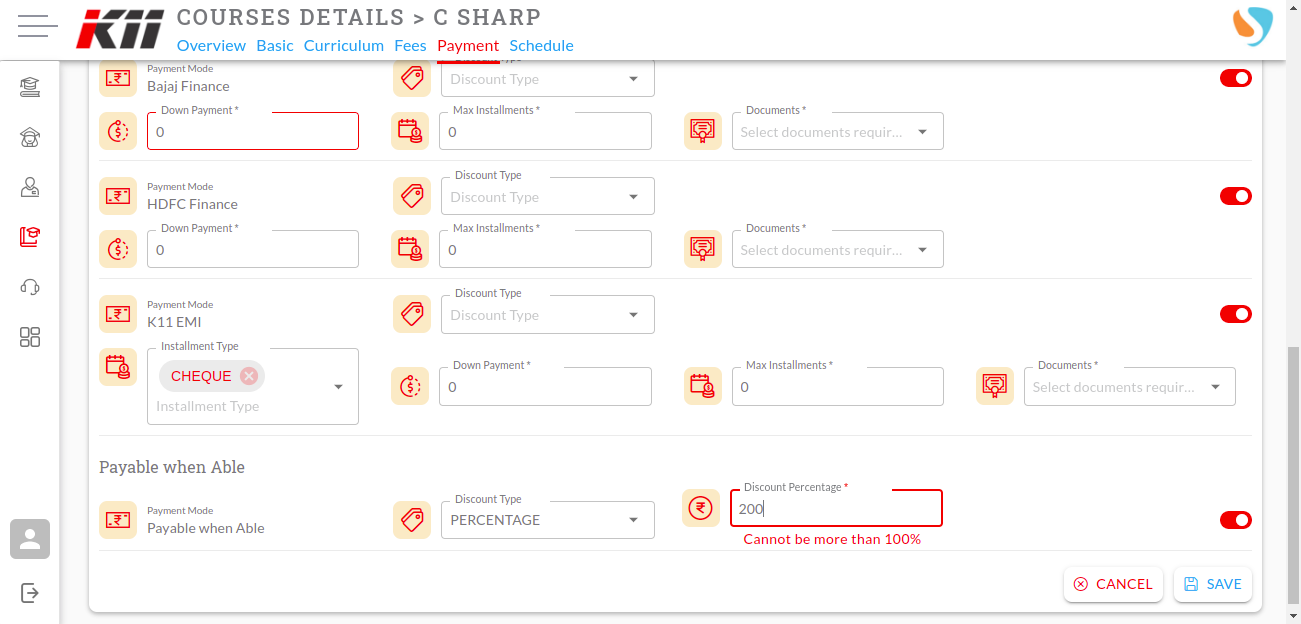 K11
COURSES DETAILS > C SHARP
Overview Basic Curriculum Fees Payment Schedule
Payment Mode
Bajaj Finance
Discount Type
Discount Type
Down Payment *
0
Max Installments *
0
Documents *
Select documents requir...
Payment Mode
HDFC Finance
Discount Type
Discount Type
Down Payment *
0
Max Installments *
0
Documents *
Select documents requir...
Payment Mode
K11 EMI
Discount Type
Discount Type
Installment Type
CHEQUE
Installment Type
Down Payment *
0
Max Installments *
0
Documents *
Select documents requir...
Payable when Able
Payment Mode
Payable when Able
Discount Type
PERCENTAGE
Discount Percentage *
200
Cannot be more than 100%
CANCEL
SAVE